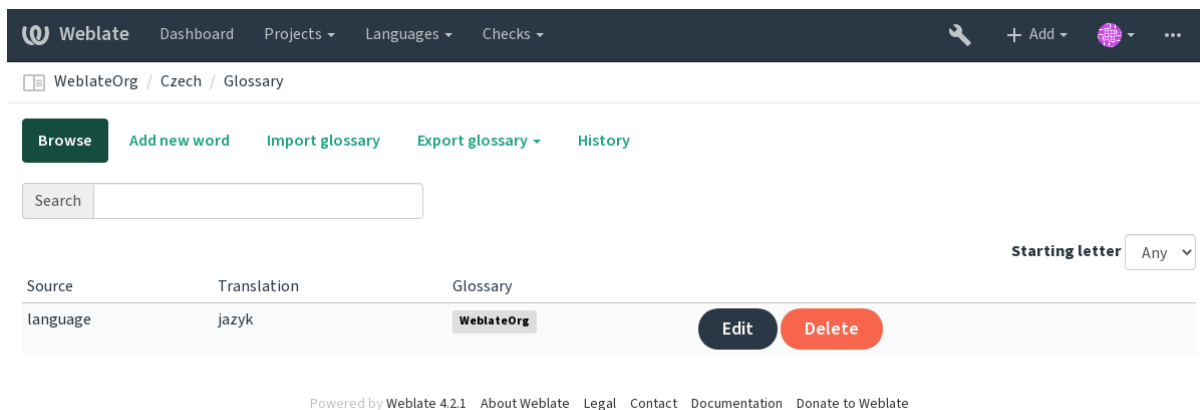 Weblate Dashboard Projects Languages Checks Add
WeblateOrg / Czech / Glossary
Browse Add new word Import glossary Export glossary History
Search
Starting letter Any
Source Translation Glossary
language jazyk WeblateOrg Edit Delete
Powered by Weblate 4.2.1 About Weblate Legal Contact Documentation Donate to Weblate